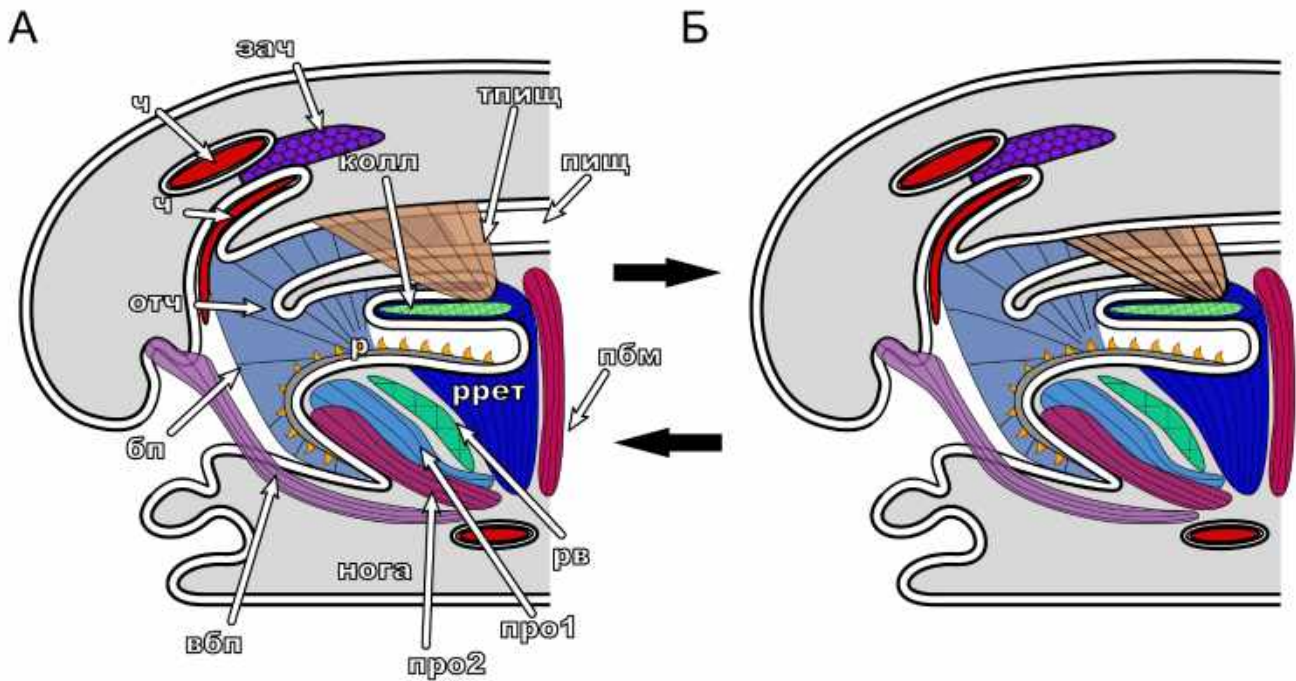 А
Б
зач
ч
тпищ
колл
пищ
ч
отч
р
пбм
ррет
бп
рв
нога
про1
вбп
про2